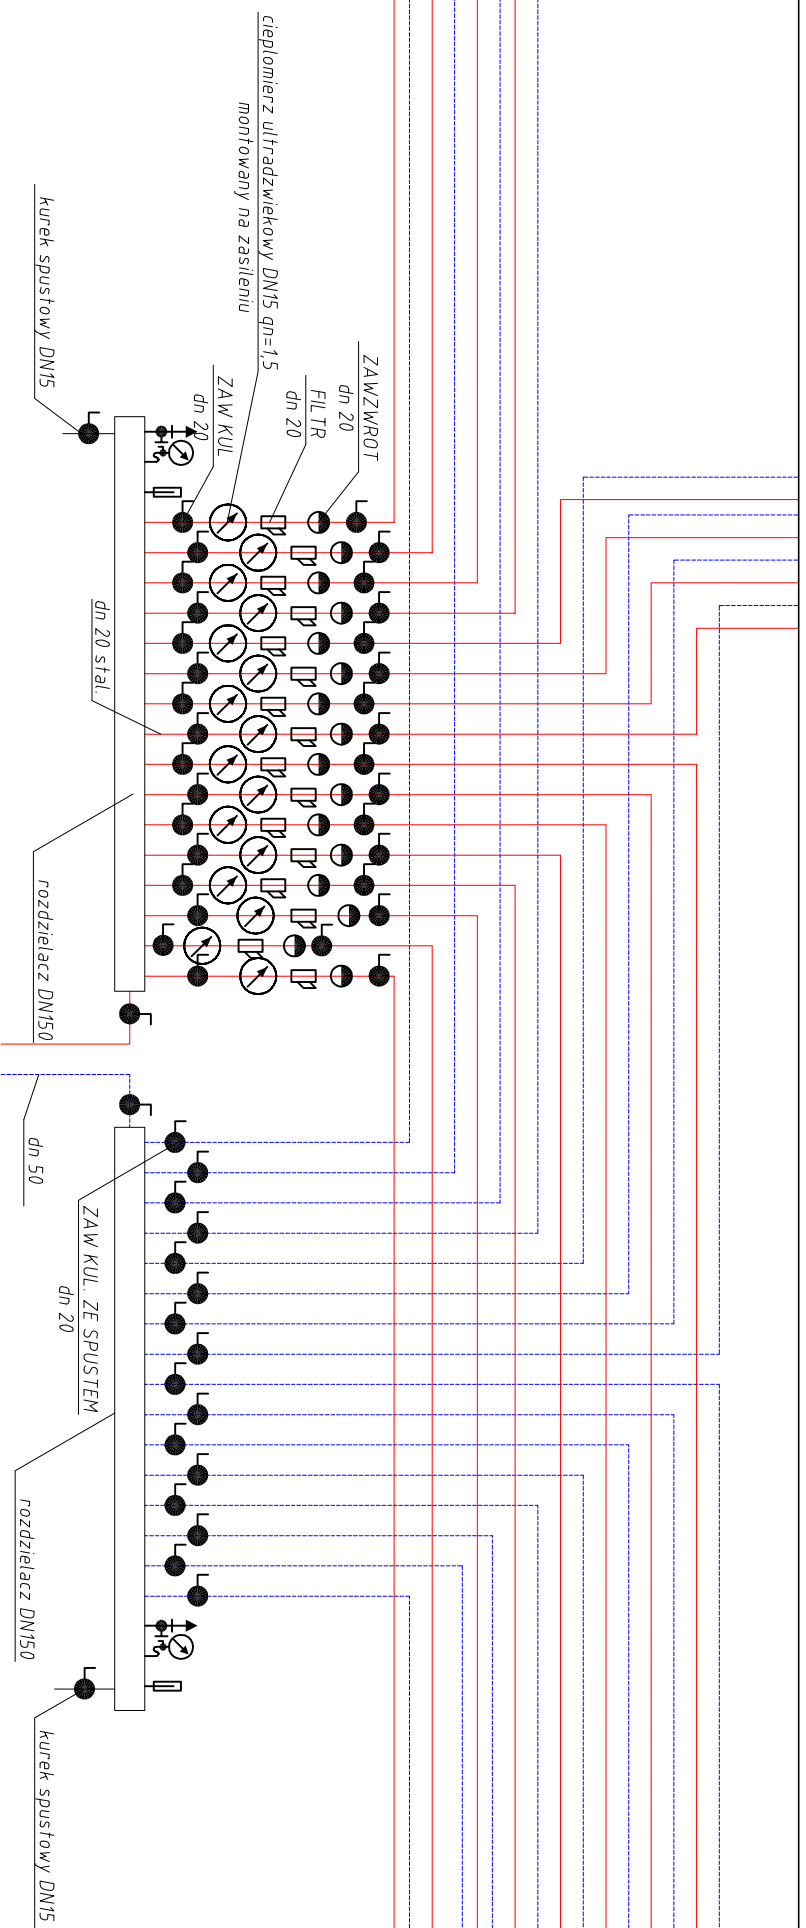 cieplomierz ultradzwiekowy DN15 qn=1,5
montowany na zasileniu
kurek spustowy DN15
ZAWZWROT
dn 20
FILTR
dn 20
ZAW KUL
dn 20
dn 20 stal.
rozdzielacz DN150
dn 50
ZAW KUL. ZE SPUSTEM
dn 20
rozdzielacz DN150
kurek spustowy DN15